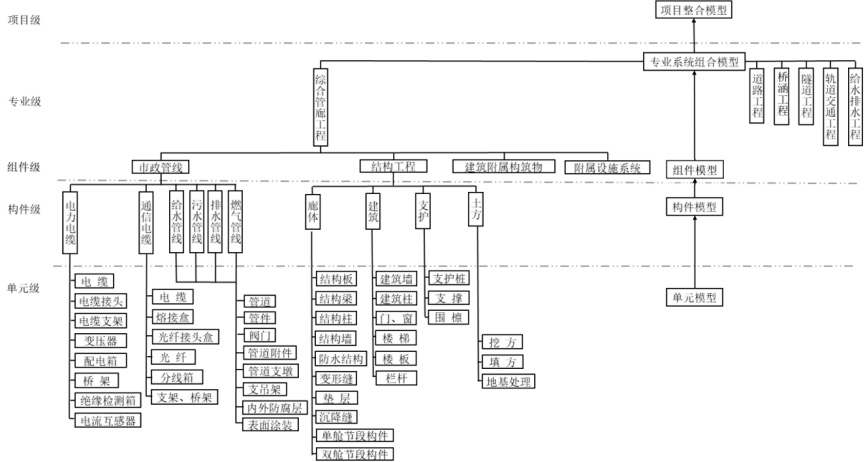 项目级
项目整合模型
专业系统组合模型
专业级
综合管廊工程
道路工程
桥涵工程
隧道工程
轨道交通工程
给水排水工程
组件级
市政管线
结构工程
建筑附属构筑物
附属设施系统
组件模型
构件级
电力电缆
通信电缆
给水管线
污水管线
排水管线
燃气管线
廊体
建筑
支护
土方
构件模型
单元级
单元模型
电缆
电缆接头
电缆支架
变压器
配电箱
桥架
绝缘检测箱
电流互感器
电缆
熔接盒
光纤接头盒
光纤
分线箱
支架、桥架
管道
管件
阀门
管道附件
管道支墩
支吊架
内外防腐层
表面涂装
结构板
结构梁
结构柱
结构墙
防水结构
变形缝
垫层
沉降缝
单舱节段构件
双舱节段构件
建筑墙
建筑柱
门、窗
楼梯
楼板
栏杆
支护桩
支撑
围檩
挖方
填方
地基处理